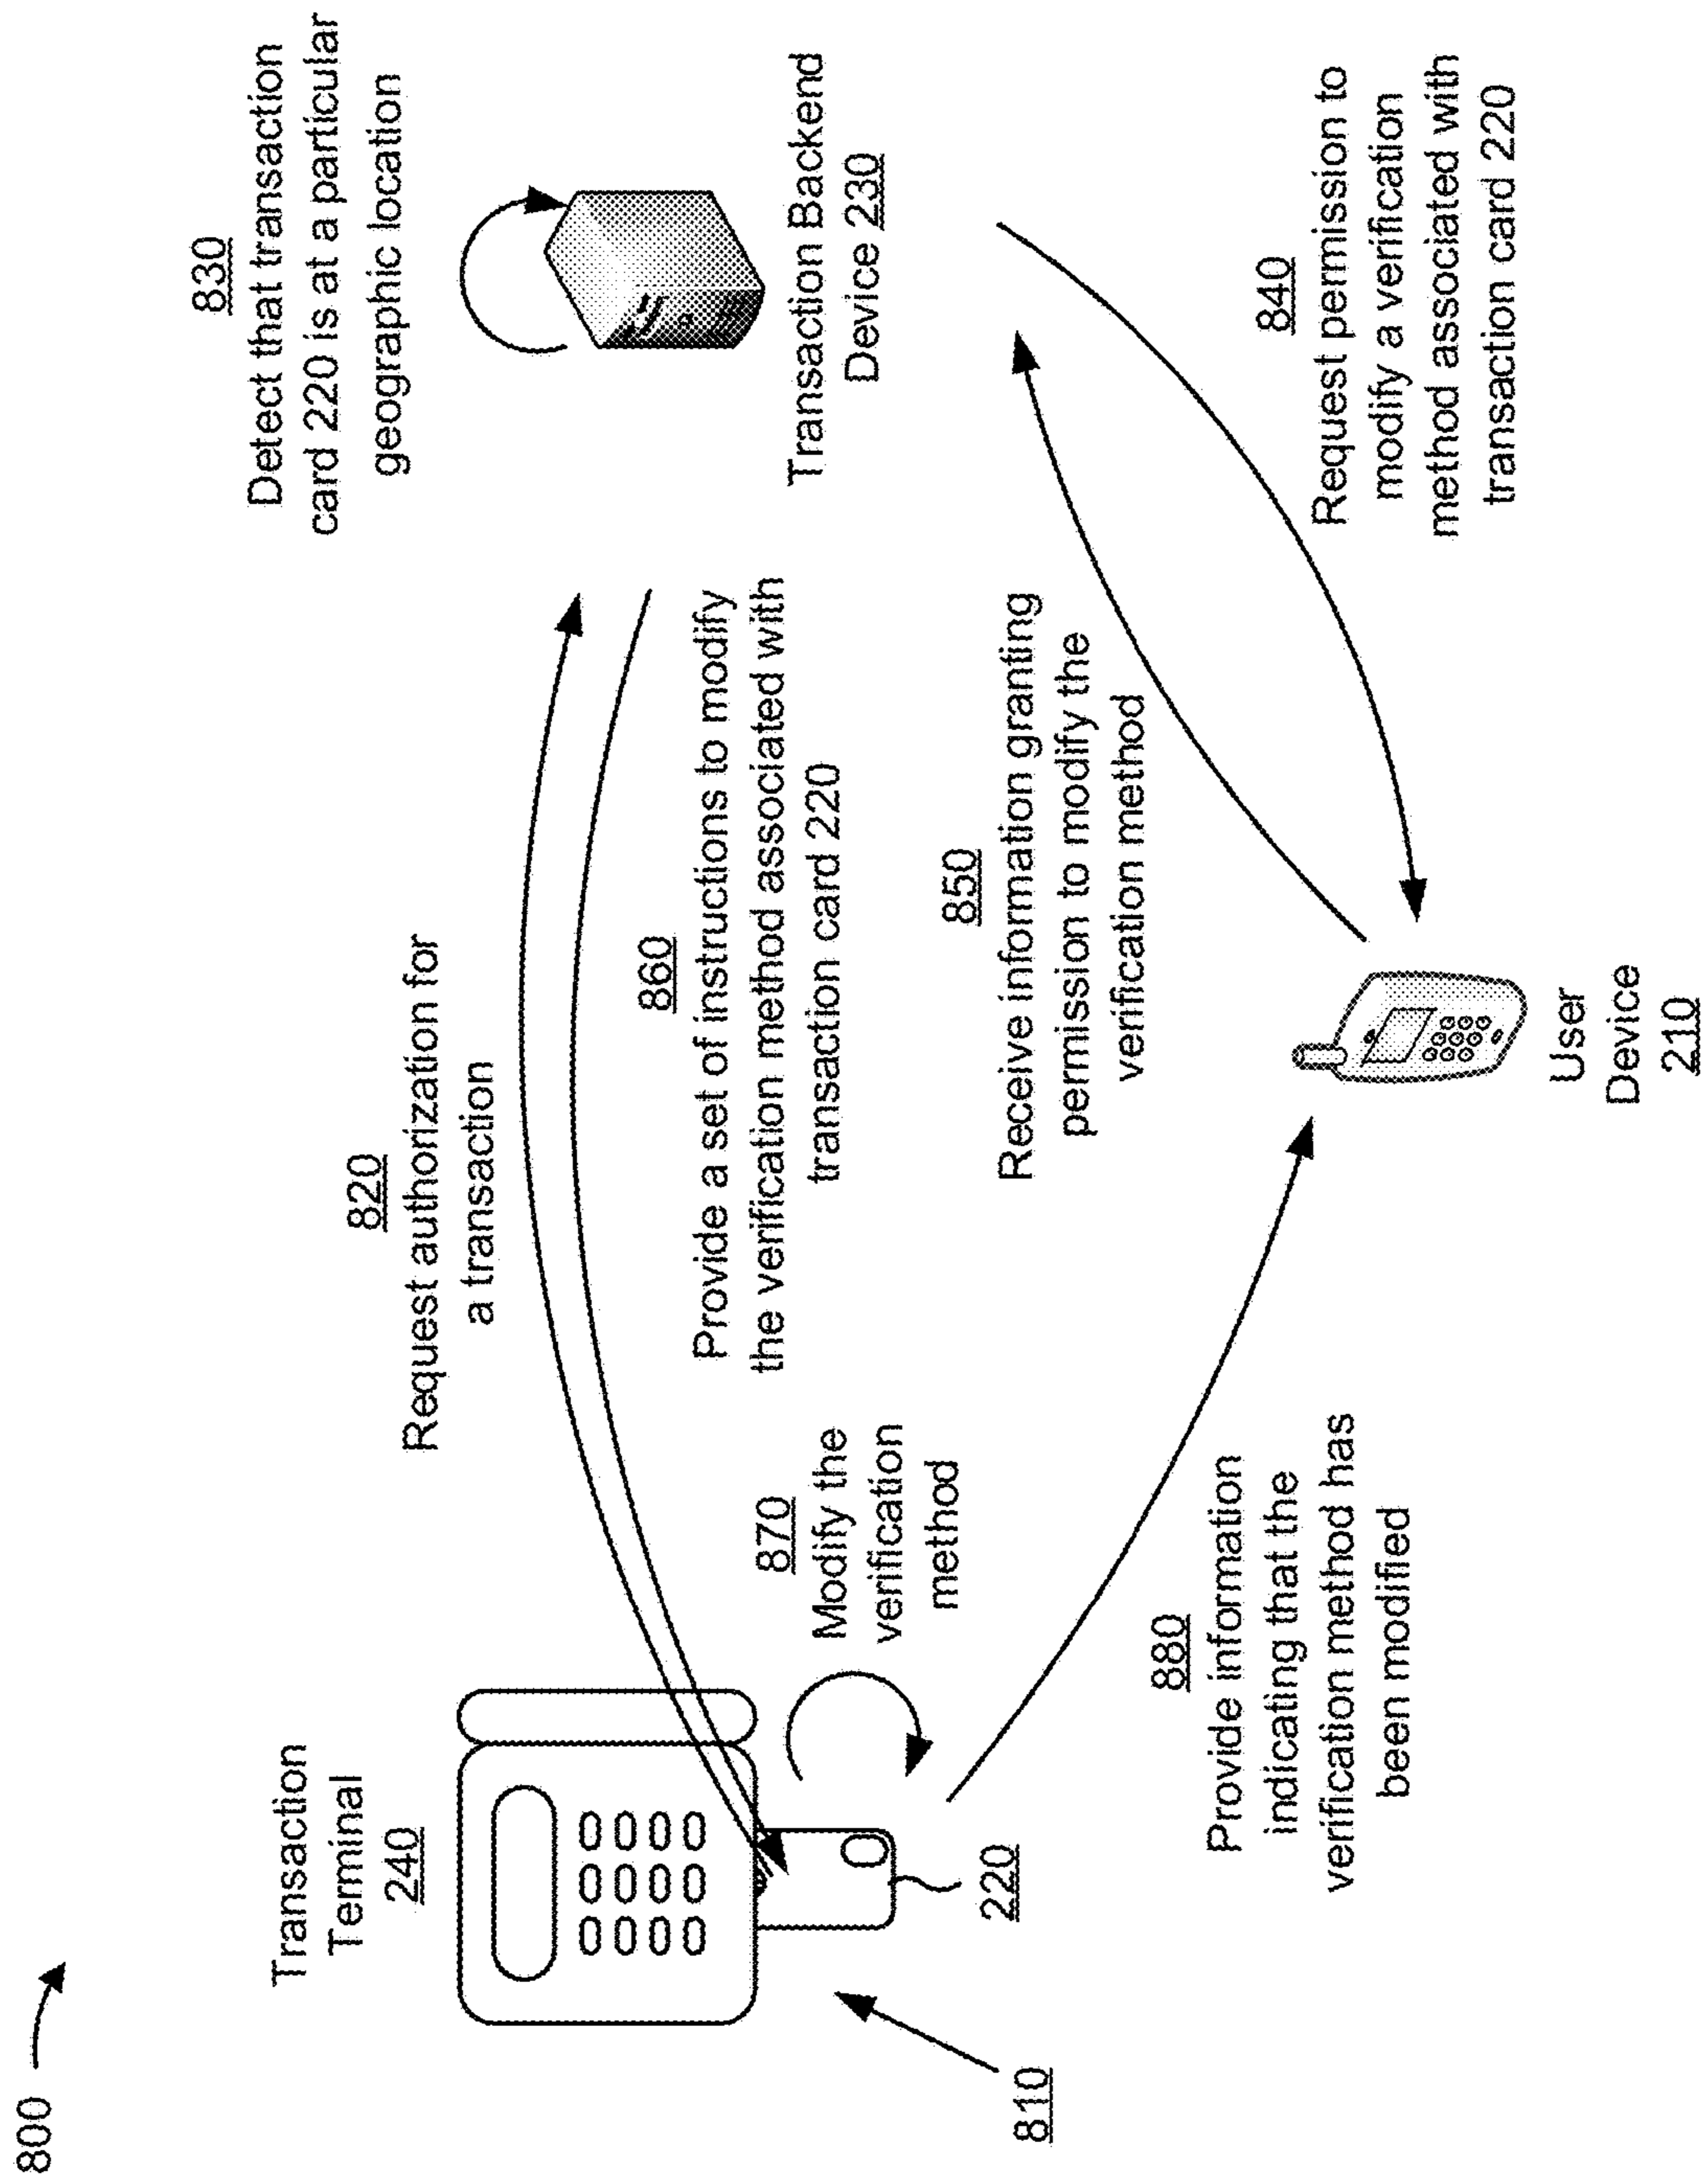 800
Transaction
Terminal
240
810
220
820
Request authorization for
a transaction
830
Detect that transaction
card 220 is at a particular
geographic location
Transaction Backend
Device 230
860
Provide a set of instructions to modify
the verification method associated with
transaction card 220
870
Modify the
verification
method
850
Receive information granting
permission to modify the
verification method
840
Request permission to
modify a verification
method associated with
transaction card 220
880
Provide information
indicating that the
verification method has
been modified
User
Device
210